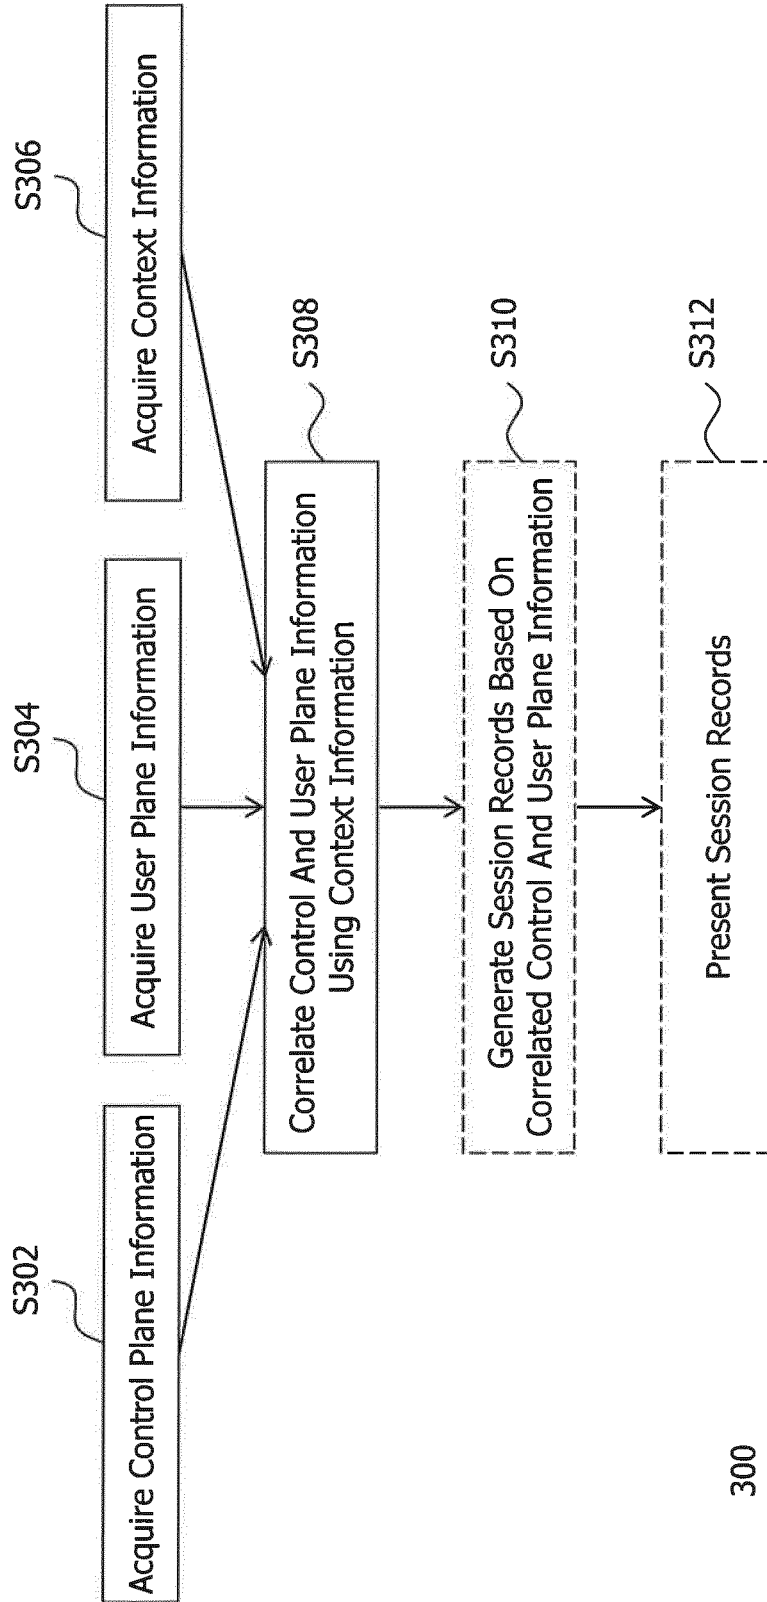 S302
Acquire Control Plane Information
S304
Acquire User Plane Information
S306
Acquire Context Information
S308
Correlate Control And User Plane Information
Using Context Information
S310
Generate Session Records Based On
Correlated Control And User Plane Information
S312
Present Session Records
300